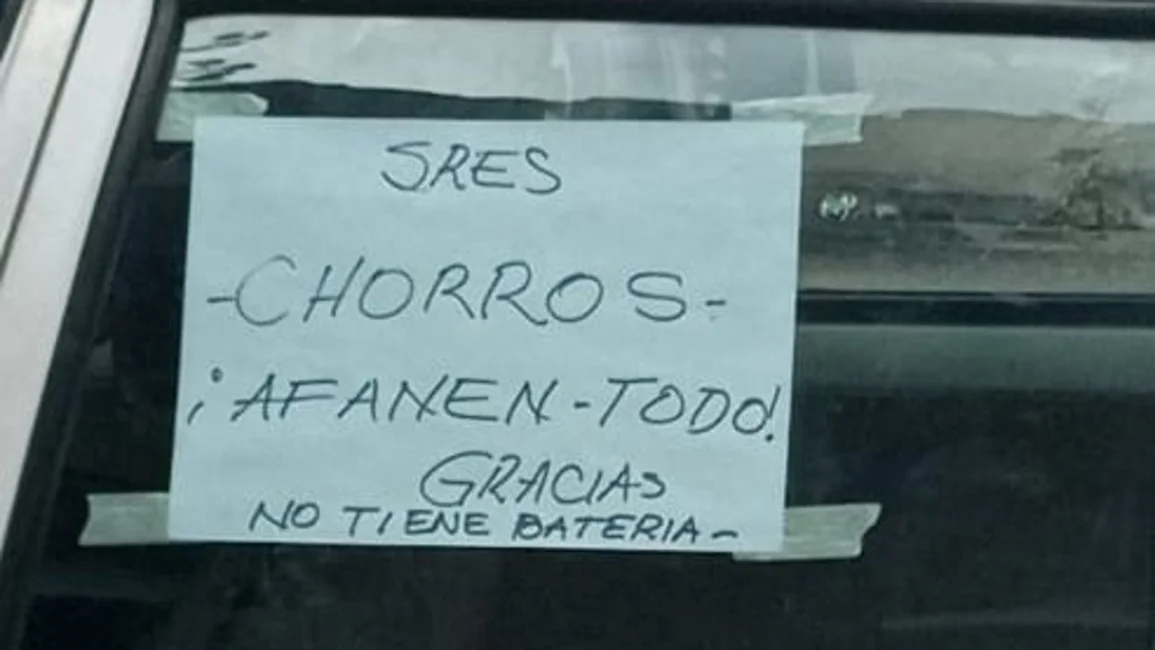 SRES
-CHORROS-
¡AFANEN-TODO!
GRACIAS
NO TIENE BATERIA-